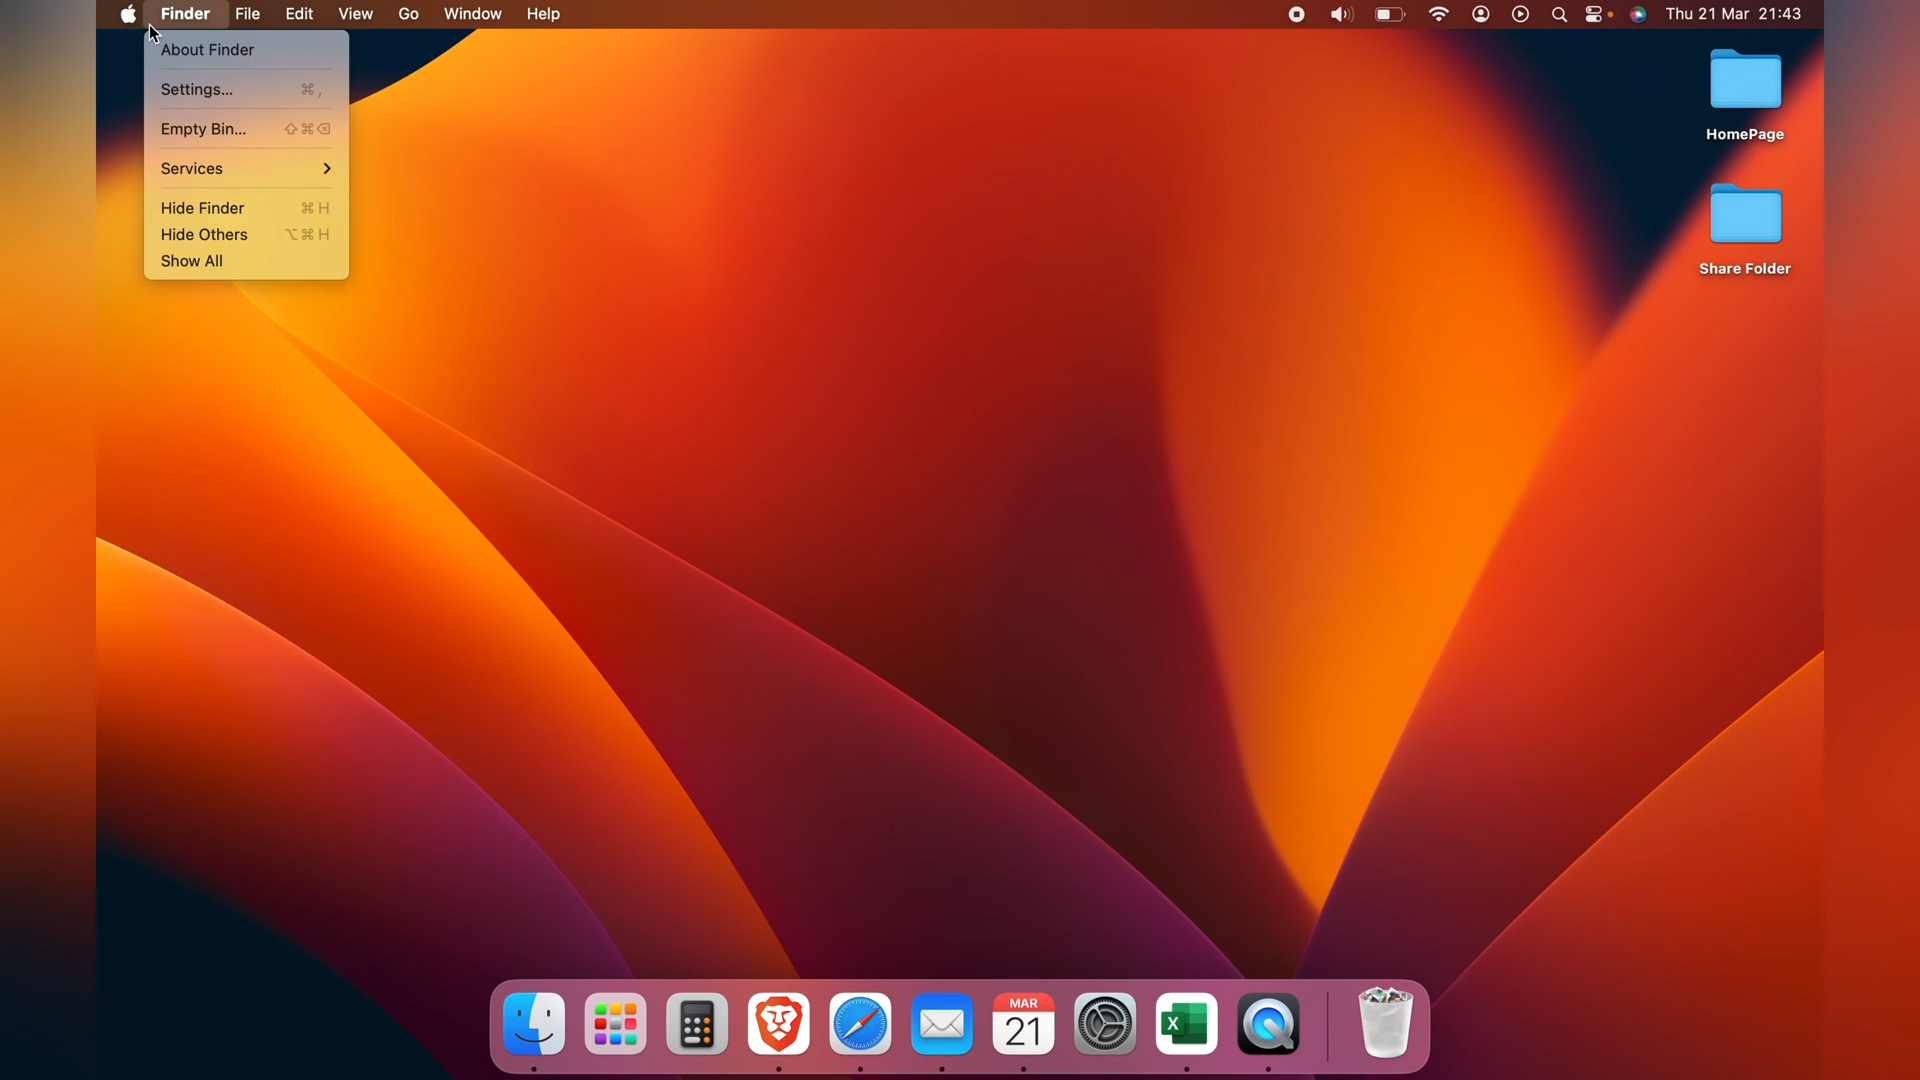 Finder File Edit View Go Window Help Thu 21 Mar 21:43
About Finder
Settings... ⌘ ,
Empty Bin... ⇧⌘⌫
Services >
Hide Finder ⌘ H
Hide Others ⌥⌘ H
Show All
HomePage
Share Folder
MAR
21
X